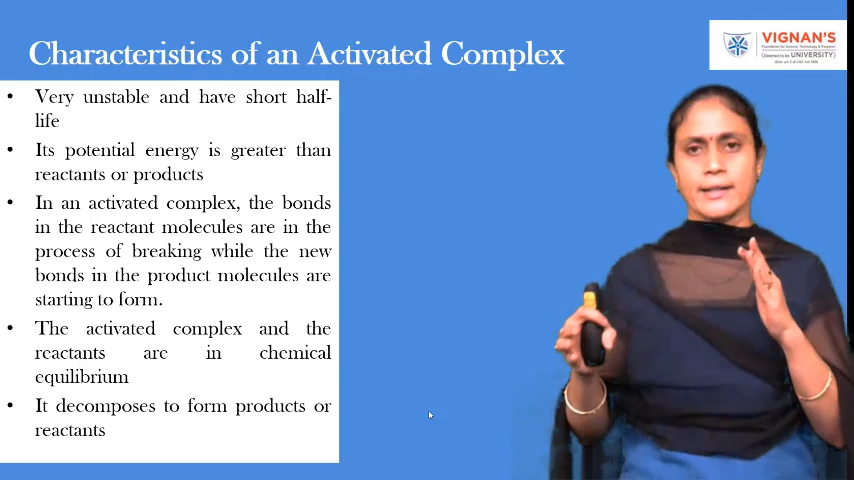 Characteristics of an Activated Complex
VIGNAN'S
Foundation for Science, Technology & Research
(Deemed to be UNIVERSITY)
• Very unstable and have short half-
life
• Its potential energy is greater than
reactants or products
• In an activated complex, the bonds
in the reactant molecules are in the
process of breaking while the new
bonds in the product molecules are
starting to form.
• The activated complex and the
reactants are in chemical
equilibrium
• It decomposes to form products or
reactants